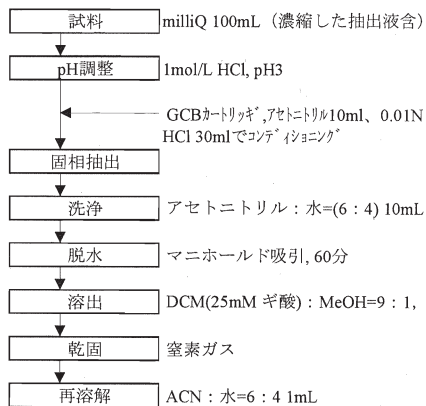 試料 milliQ 100mL（濃縮した抽出液含）
pH調整 1mol/L HCl, pH3
GCBｶｰﾄﾘｯｷﾞ,ｱｾﾄﾆﾄﾘﾙ10ml、0.01N
HCl 30mlでｺﾝﾃﾞｨｼｮﾆﾝｸﾞ
固相抽出
洗浄 アセトニトリル：水=(6：4) 10mL
脱水 マニホールド吸引, 60分
溶出 DCM(25mM ギ酸)：MeOH=9：1,
乾固 窒素ガス
再溶解 ACN：水=6：4 1mL